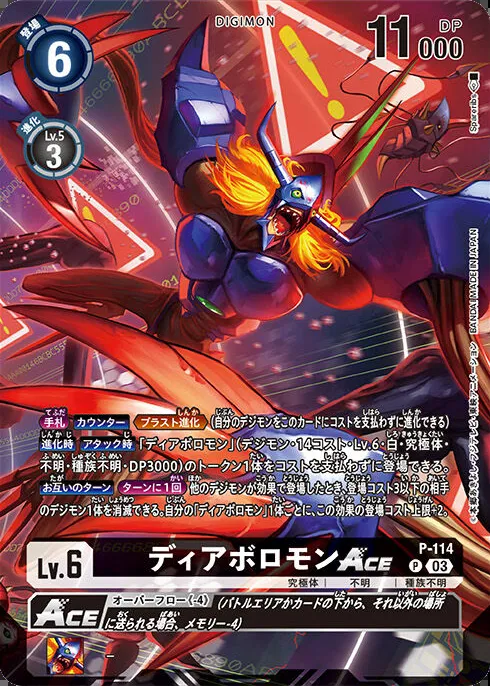 登場
6
DIGIMON
11000
DP
進化
Lv.5
3
Sparenbs
手札 カウンター ブラスト進化 (自分のデジモンをこのカードにコストを支払わずに進化できる)
進化時 アタック時 「ディアボロモン」(デジモン・14コスト・Lv.6・白・究極体・
不明・種族不明・DP3000)のトークン1体をコストを支払わずに登場できる。
お互いのターン ターンに1回 他のデジモンが効果で登場したとき、登場コスト3以下の相手
のデジモン1体を消滅できる。自分の「ディアボロモン」1体ごとに、この効果の登場コスト上限+2。
P-114
Lv.6
ディアボロモンACE
P 03
究極体 | 不明 | 種族不明
ACE
オーバーフロー《-4》 (バトルエリアかカードの下から、それ以外の場所
に送られる場合、メモリー-4)
-
BANDAI MADE IN JAPAN